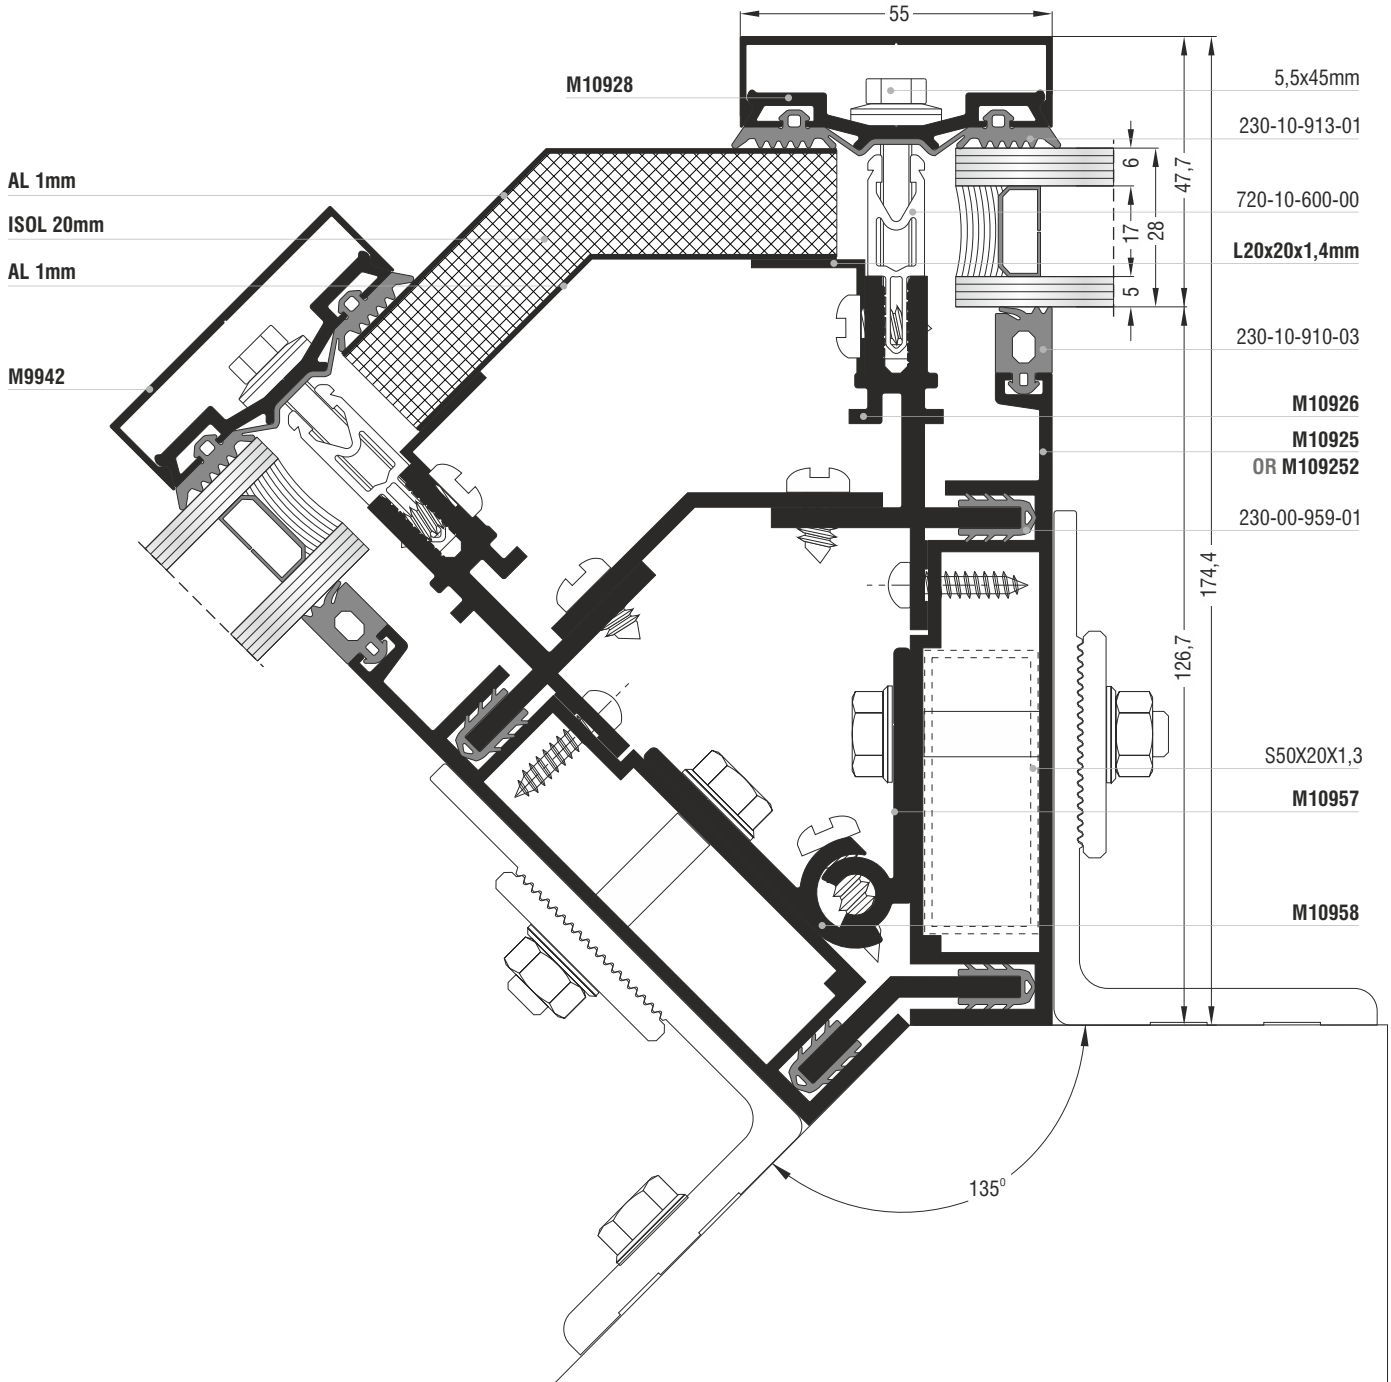 55
M10928
5,5x45mm
230-10-913-01
6
47,7
AL 1mm
720-10-600-00
ISOL 20mm
17
28
L20x20x1,4mm
AL 1mm
5
230-10-910-03
M9942
M10926
M10925
OR M109252
230-00-959-01
174,4
126,7
S50X20X1,3
M10957
M10958
135⁰